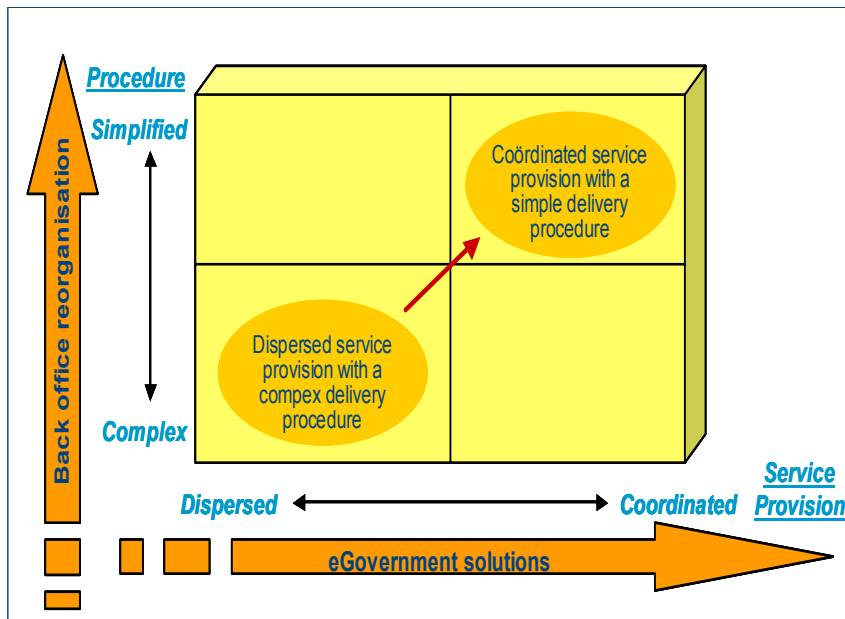 Procedure
Simplified
Back office reorganisation
Coördinated service
provision with a
simple delivery
procedure
Dispersed service
provision with a
compex delivery
procedure
Complex
Dispersed
Coordinated
Service
Provision
eGovernment solutions